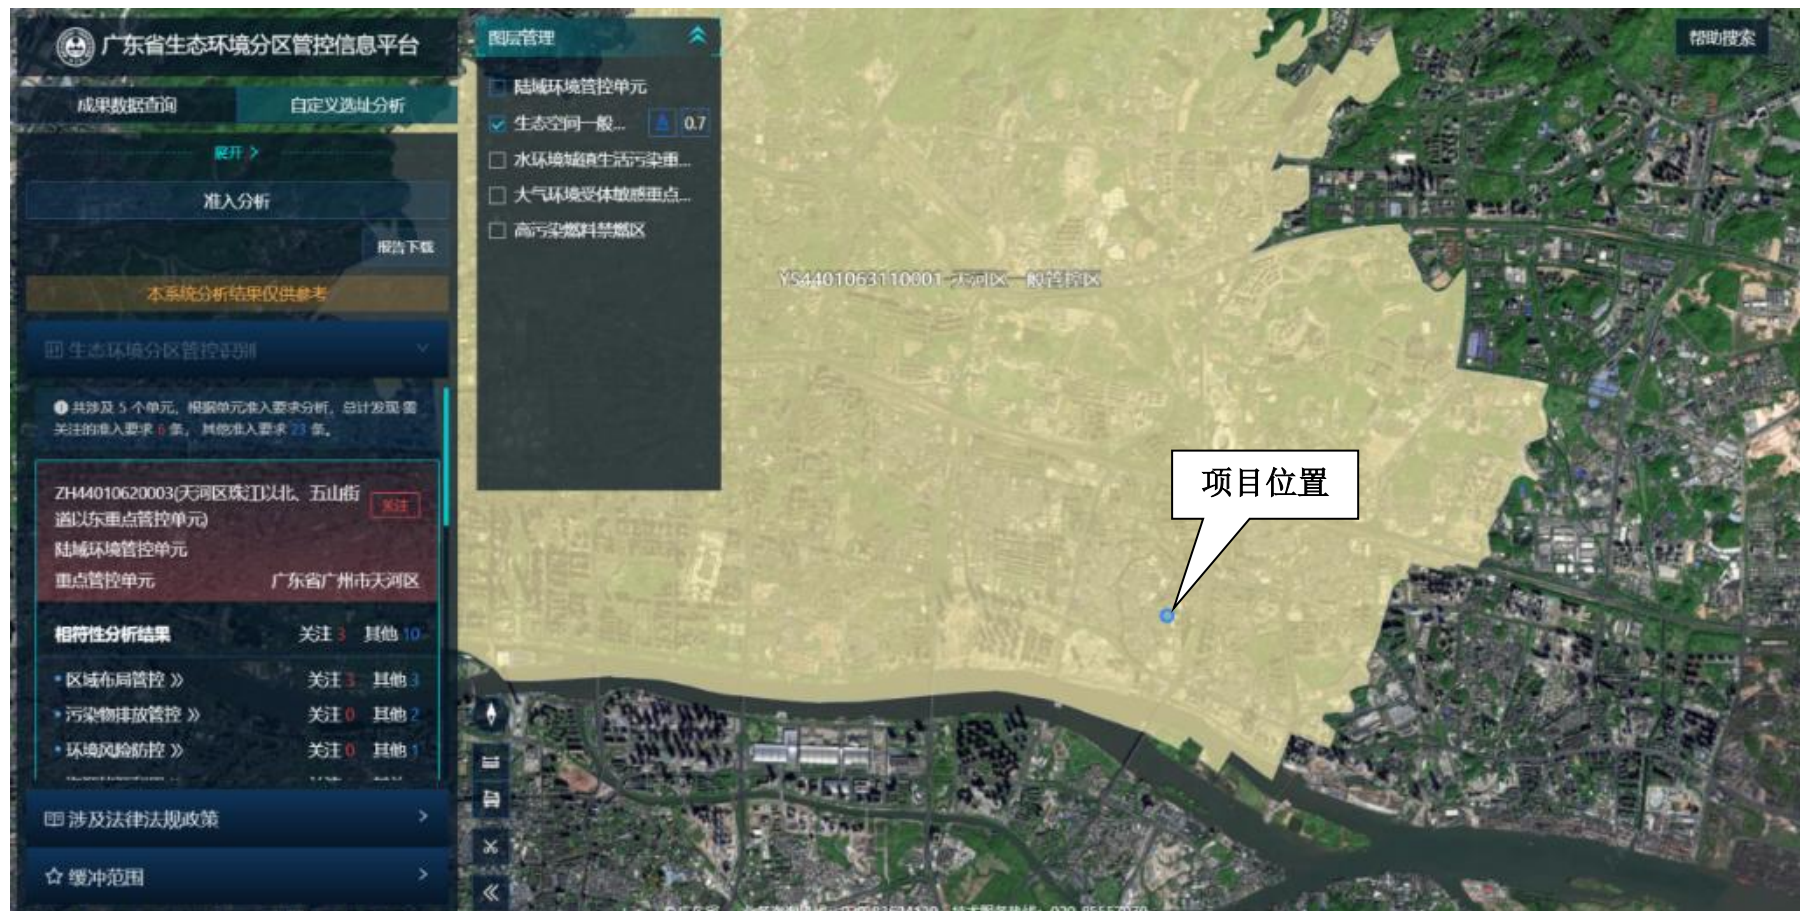 广东省生态环境分区管控信息平台
成果数据查询
自定义选址分析
展开 >
准入分析
报告下载
本系统分析结果仅供参考
生态环境分区管控识别
共涉及 5 个单元，根据单元准入要求分析，总计发现 需
关注的准入要求 6 条， 其他准入要求 23 条。
ZH44010620003(天河区珠江以北、五山街
道以东重点管控单元)
关注
陆域环境管控单元
重点管控单元 广东省广州市天河区
相符性分析结果 关注 3 其他 10
区域布局管控 》 关注 3 其他 3
污染物排放管控 》 关注 0 其他 2
环境风险防控 》 关注 0 其他 1
涉及法律法规政策 >
缓冲范围 >
图层管理
陆域环境管控单元
生态空间一般... 0.7
水环境城镇生活污染重...
大气环境受体敏感重点...
高污染燃料禁燃区
帮助搜索
YS4401063110001-天河区一般管控区
项目位置